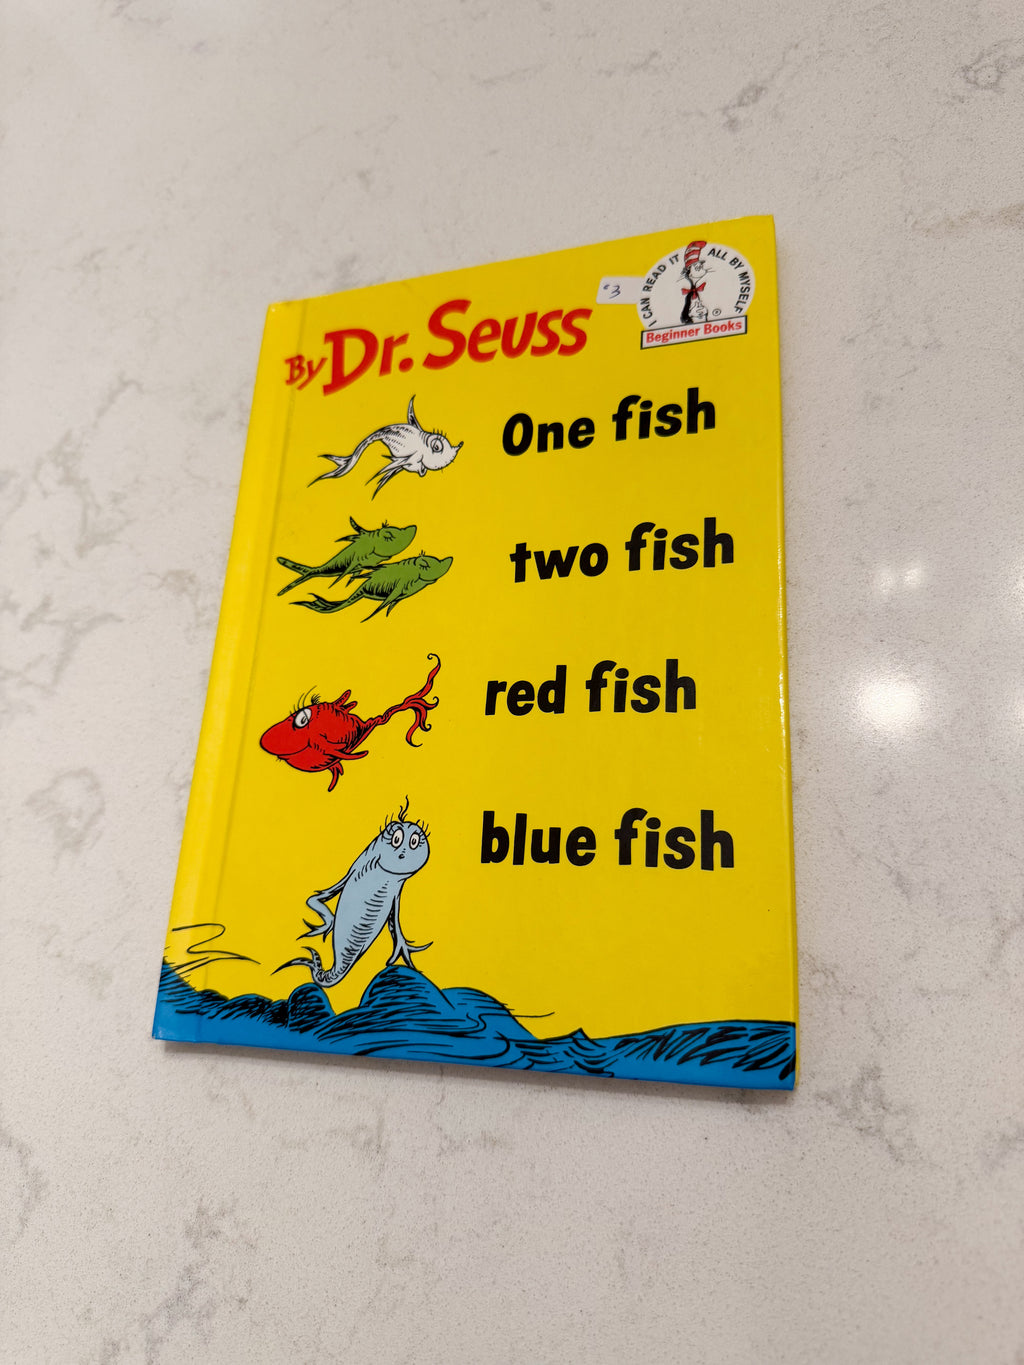 By Dr. Seuss
3
I CAN READ IT ALL BY MYSELF
Beginner Books
One fish
two fish
red fish
blue fish